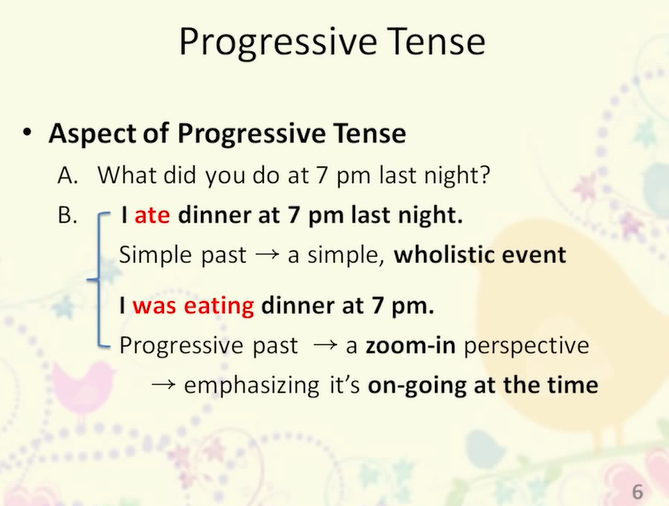 Progressive Tense
• Aspect of Progressive Tense
A. What did you do at 7 pm last night?
B. I ate dinner at 7 pm last night.
Simple past → a simple, wholistic event
I was eating dinner at 7 pm.
Progressive past → a zoom-in perspective
→ emphasizing it's on-going at the time
6